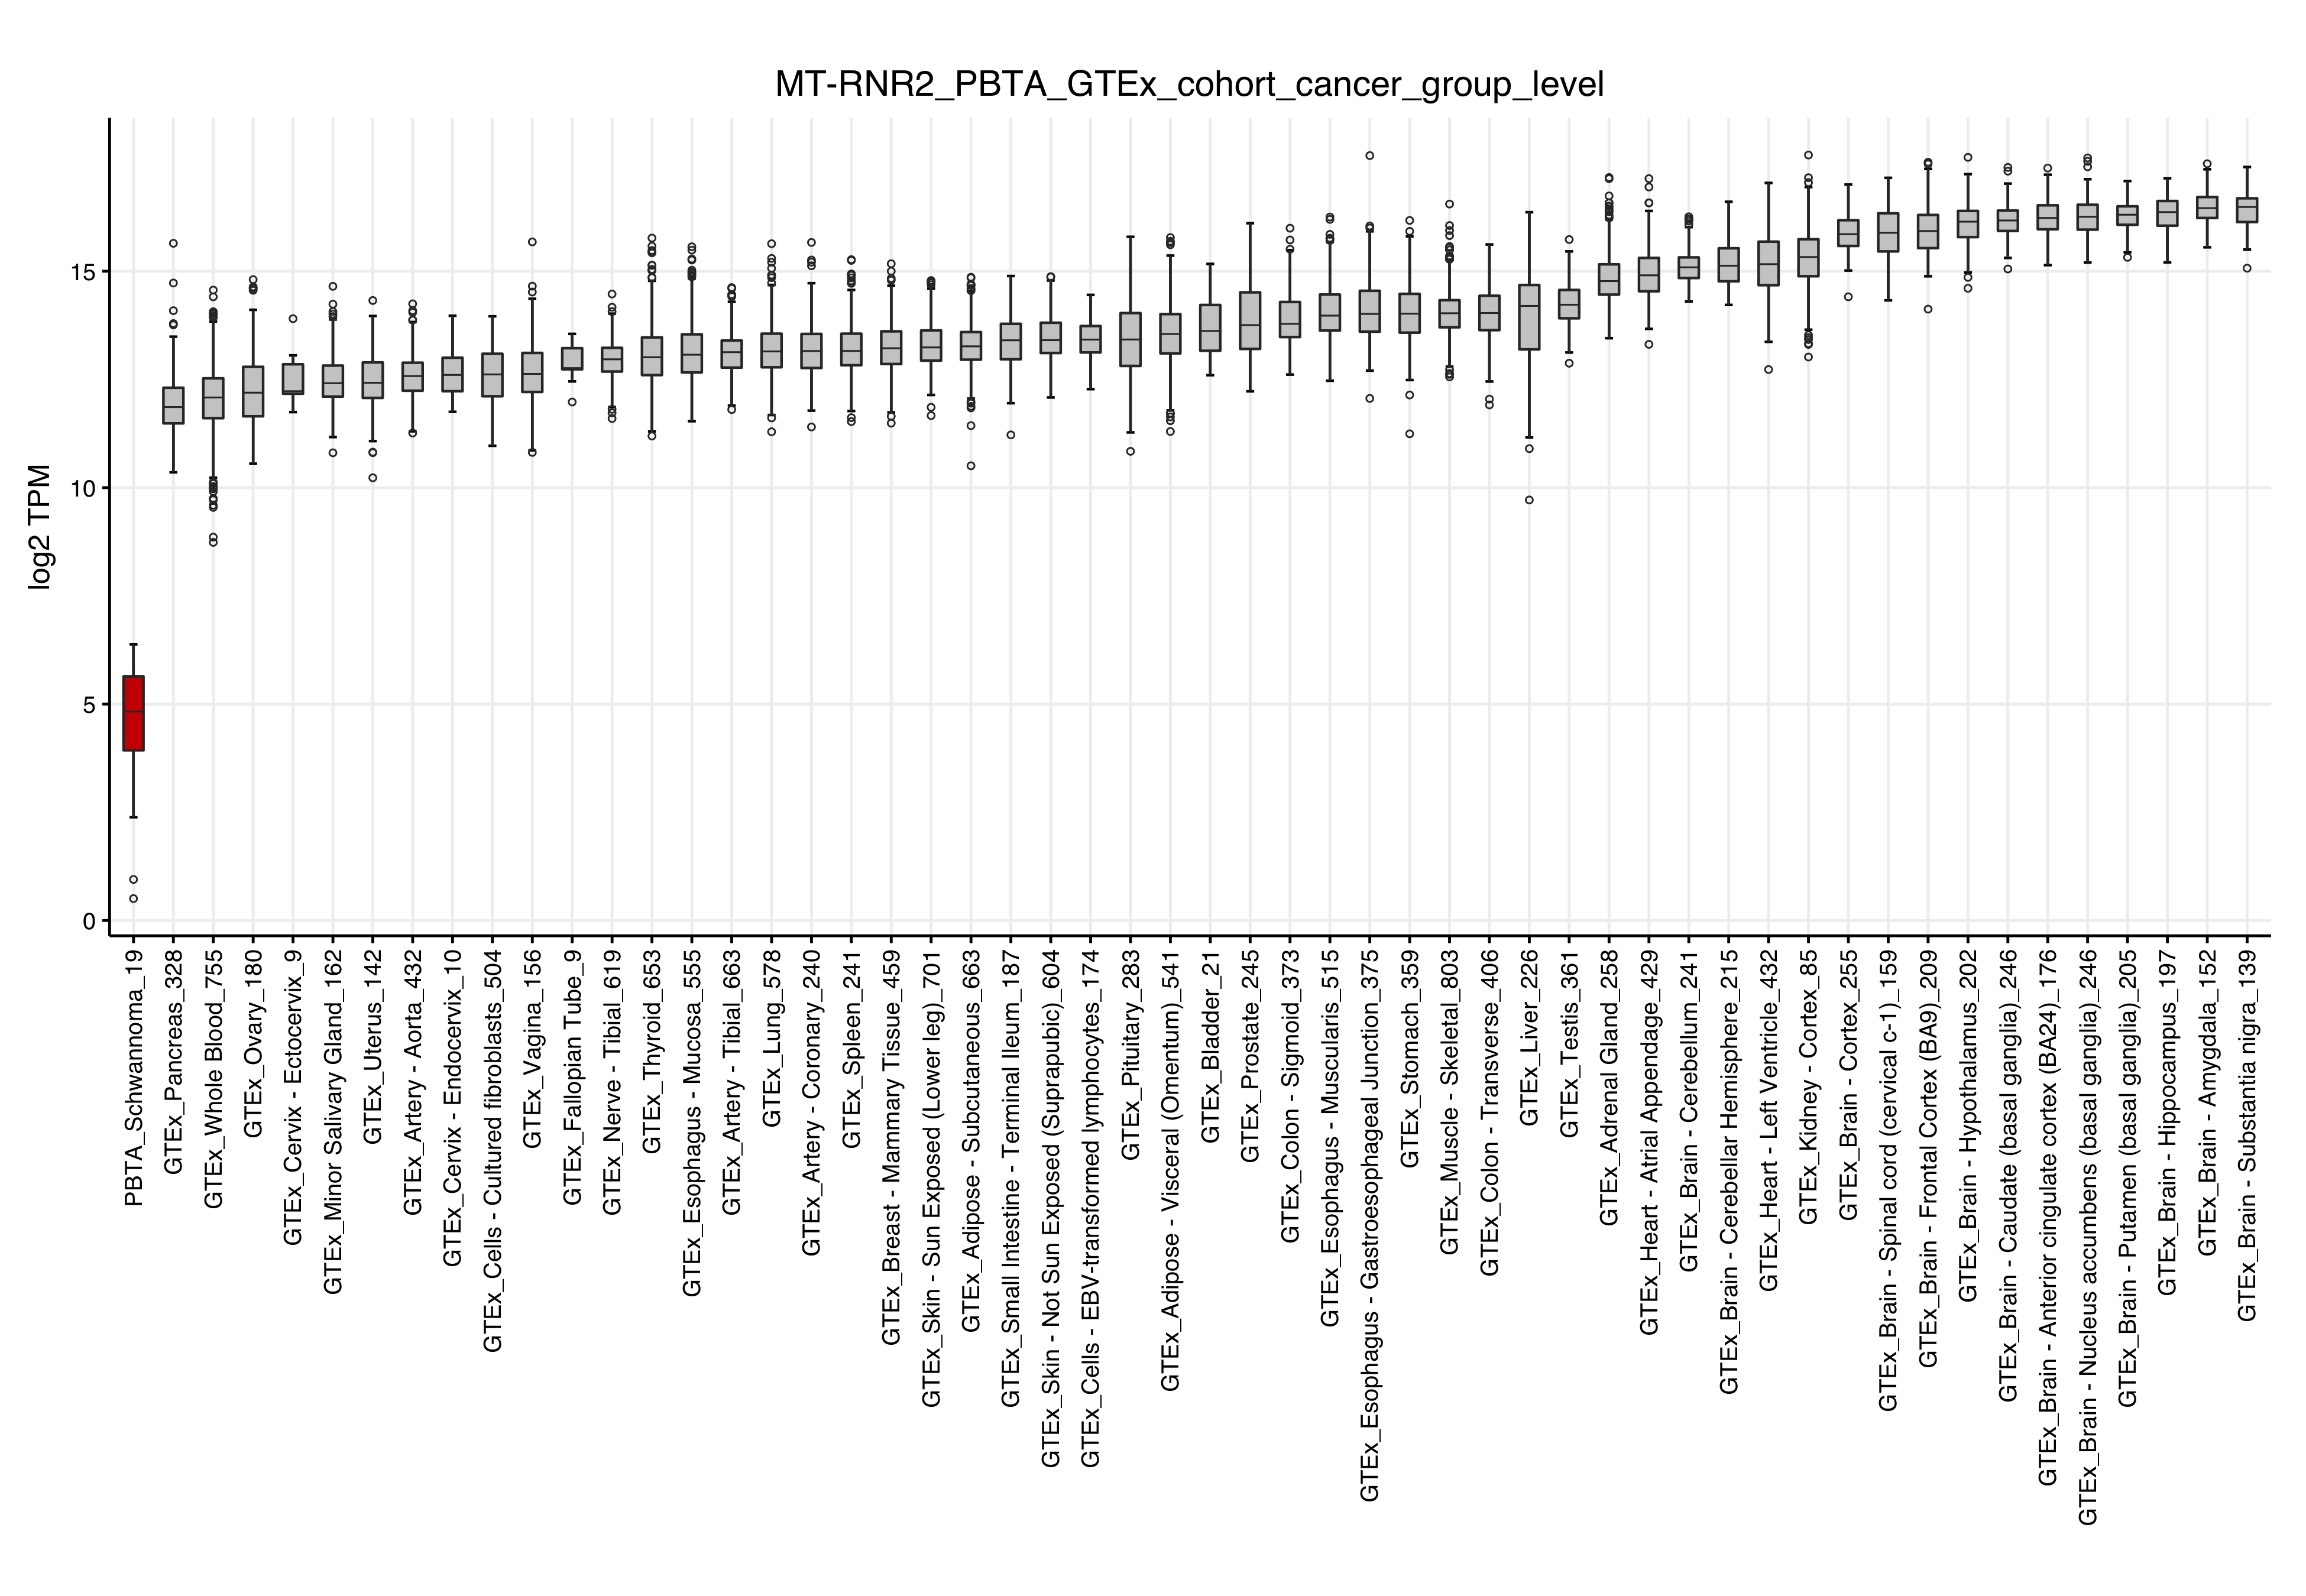 MT-RNR2_PBTA_GTEx_cohort_cancer_group_level
log2 TPM
15
10
5
0
PBTA_Schwannoma_19
GTEx_Pancreas_328
GTEx_Whole Blood_755
GTEx_Ovary_180
GTEx_Cervix - Ectocervix_9
GTEx_Minor Salivary Gland_162
GTEx_Uterus_142
GTEx_Artery - Aorta_432
GTEx_Cervix - Endocervix_10
GTEx_Cells - Cultured fibroblasts_504
GTEx_Vagina_156
GTEx_Fallopian Tube_9
GTEx_Nerve - Tibial_619
GTEx_Thyroid_653
GTEx_Esophagus - Mucosa_555
GTEx_Artery - Tibial_663
GTEx_Lung_578
GTEx_Artery - Coronary_240
GTEx_Spleen_241
GTEx_Breast - Mammary Tissue_459
GTEx_Skin - Sun Exposed (Lower leg)_701
GTEx_Adipose - Subcutaneous_663
GTEx_Small Intestine - Terminal Ileum_187
GTEx_Skin - Not Sun Exposed (Suprapubic)_604
GTEx_Cells - EBV-transformed lymphocytes_174
GTEx_Pituitary_283
GTEx_Adipose - Visceral (Omentum)_541
GTEx_Bladder_21
GTEx_Prostate_245
GTEx_Colon - Sigmoid_373
GTEx_Esophagus - Muscularis_515
GTEx_Esophagus - Gastroesophageal Junction_375
GTEx_Stomach_359
GTEx_Muscle - Skeletal_803
GTEx_Colon - Transverse_406
GTEx_Liver_226
GTEx_Testis_361
GTEx_Adrenal Gland_258
GTEx_Heart - Atrial Appendage_429
GTEx_Brain - Cerebellum_241
GTEx_Brain - Cerebellar Hemisphere_215
GTEx_Heart - Left Ventricle_432
GTEx_Kidney - Cortex_85
GTEx_Brain - Cortex_255
GTEx_Brain - Spinal cord (cervical c-1)_159
GTEx_Brain - Frontal Cortex (BA9)_209
GTEx_Brain - Hypothalamus_202
GTEx_Brain - Caudate (basal ganglia)_246
GTEx_Brain - Anterior cingulate cortex (BA24)_176
GTEx_Brain - Nucleus accumbens (basal ganglia)_246
GTEx_Brain - Putamen (basal ganglia)_205
GTEx_Brain - Hippocampus_197
GTEx_Brain - Amygdala_152
GTEx_Brain - Substantia nigra_139